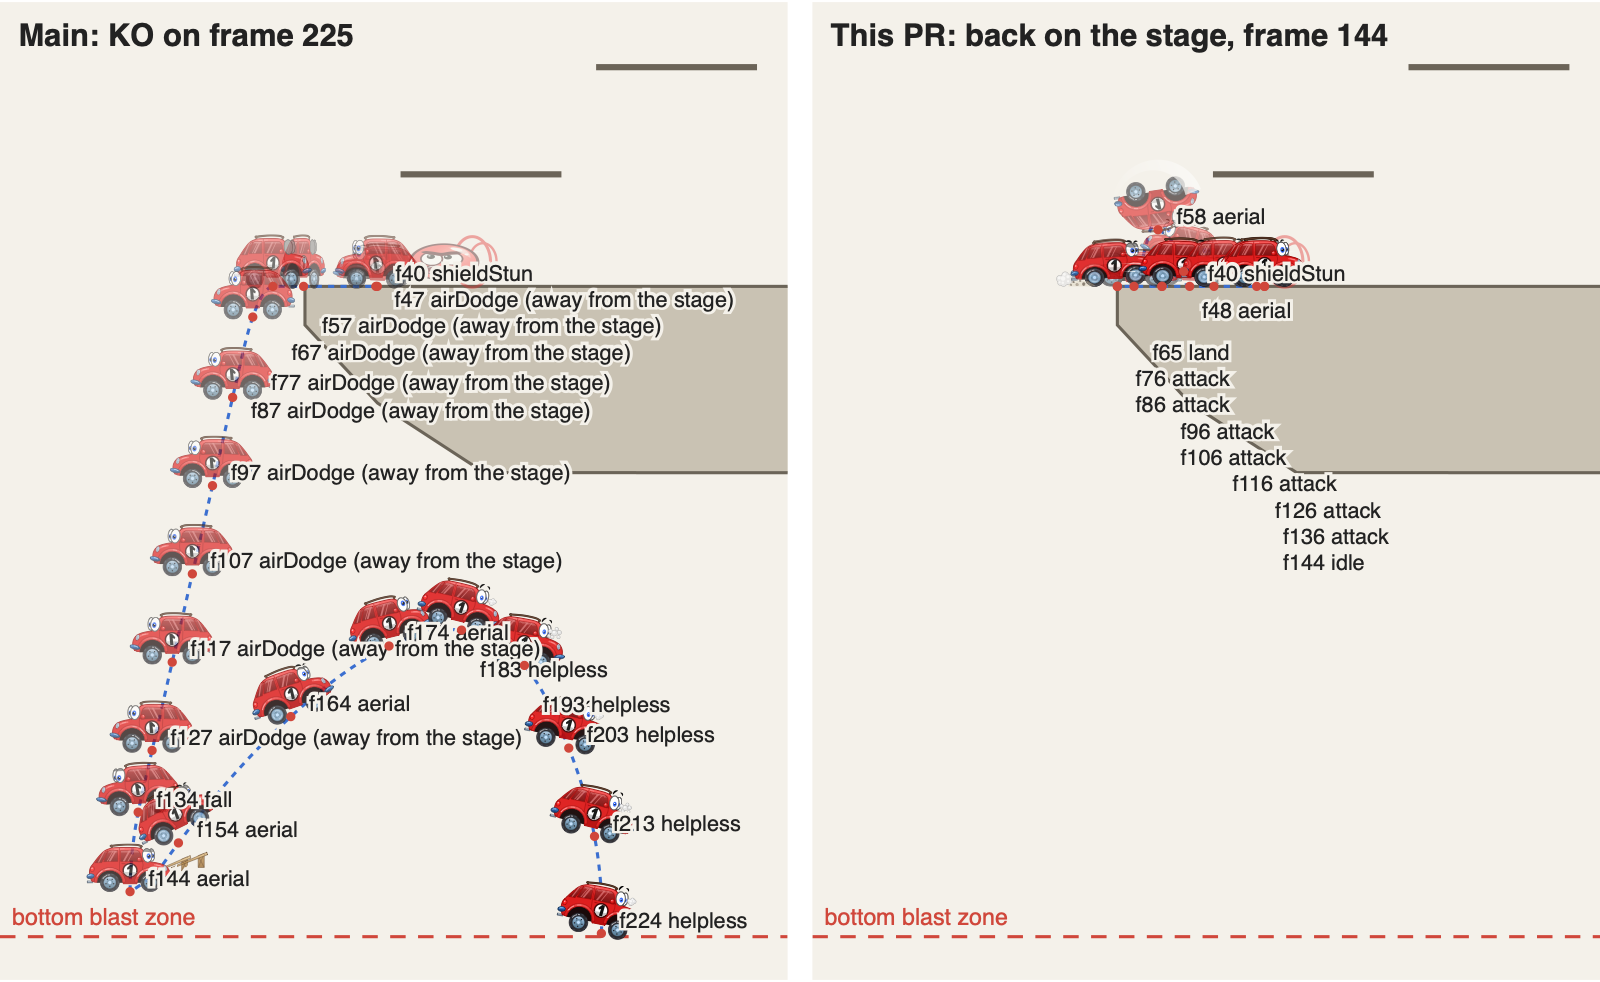 Main: KO on frame 225
f40 shieldStun
f47 airDodge (away from the stage)
f57 airDodge (away from the stage)
f67 airDodge (away from the stage)
f77 airDodge (away from the stage)
f87 airDodge (away from the stage)
f97 airDodge (away from the stage)
f107 airDodge (away from the stage)
f117 airDodge (away from the stage)
f127 airDodge (away from the stage)
f134 fall
f144 aerial
f154 aerial
f164 aerial
f174 aerial
f183 helpless
f193 helpless
f203 helpless
f213 helpless
f224 helpless
bottom blast zone
This PR: back on the stage, frame 144
f58 aerial
f40 shieldStun
f48 aerial
f65 land
f76 attack
f86 attack
f96 attack
f106 attack
f116 attack
f126 attack
f136 attack
f144 idle
bottom blast zone